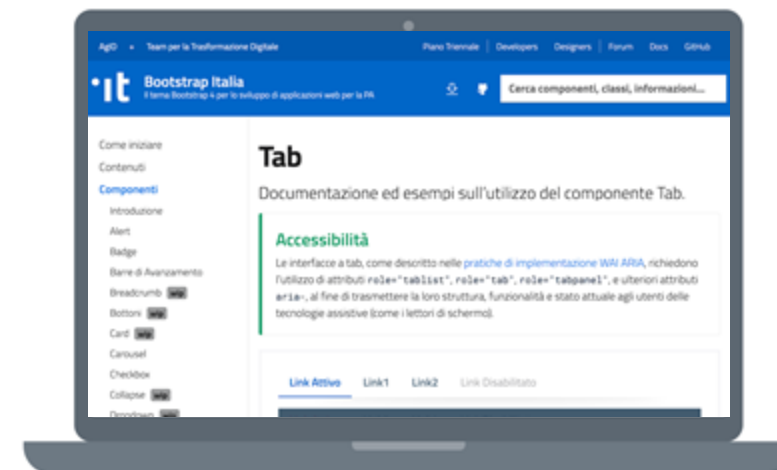 AgID + Team per la Trasformazione Digitale
Piano Triennale | Developers Designers | Forum Docs GitHub
·it Bootstrap Italia
Il tema Bootstrap 4 per lo sviluppo di applicazioni web per la PA
Cerca componenti, classi, informazioni...
Come iniziare
Contenuti
Componenti
Introduzione
Alert
Badge
Barre di Avanzamento
Breadcrumb wip
Bottoni wip
Card wip
Carousel
Checkbox
Collapse wip
Dropdown wip
Tab
Documentazione ed esempi sull'utilizzo del componente Tab.
Accessibilità
Le interfacce a tab, come descritto nelle pratiche di implementazione WAI ARIA, richiedono
l'utilizzo di attributi role="tablist", role="tab", role="tabpanel", e ulteriori attributi
aria-, al fine di trasmettere la loro struttura, funzionalità e stato attuale agli utenti delle
tecnologie assistive (come i lettori di schermo).
Link Attivo Link1 Link2 Link Disabilitato